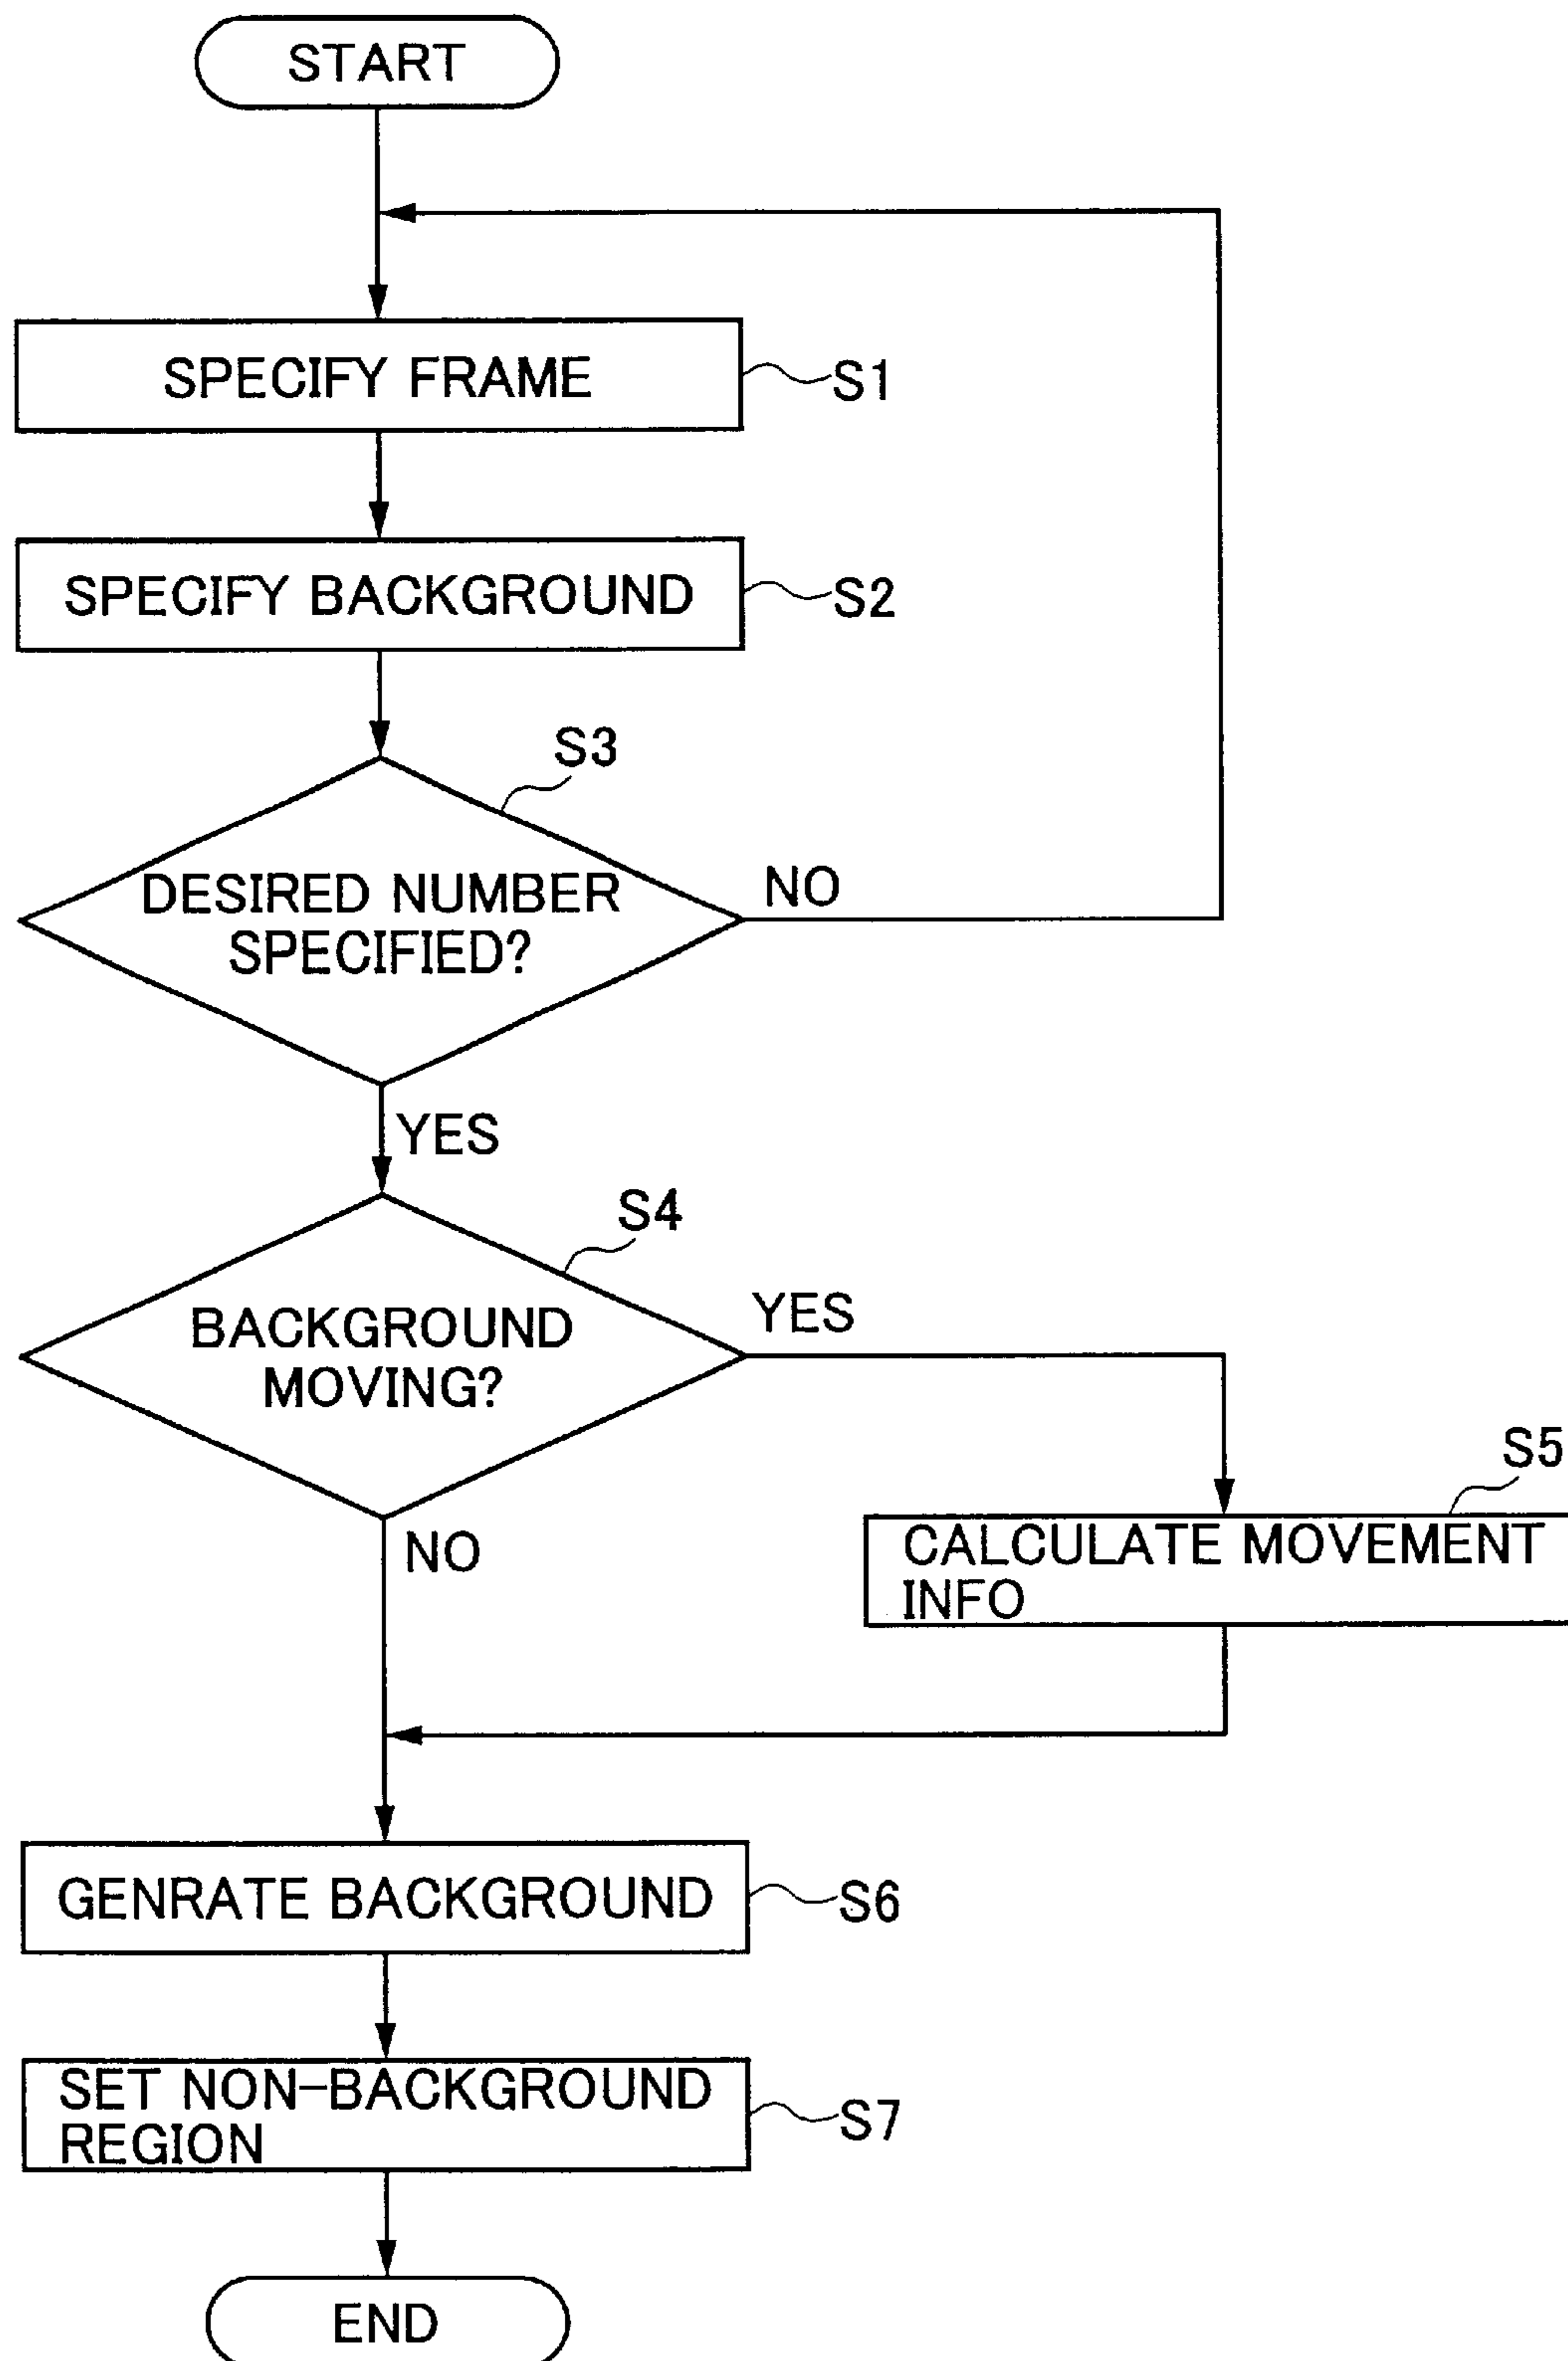 START
SPECIFY FRAME
S1
SPECIFY BACKGROUND
S2
S3
DESIRED NUMBER
SPECIFIED?
NO
YES
S4
BACKGROUND
MOVING?
YES
NO
S5
CALCULATE MOVEMENT
INFO
GENRATE BACKGROUND
S6
SET NON-BACKGROUND
REGION
S7
END